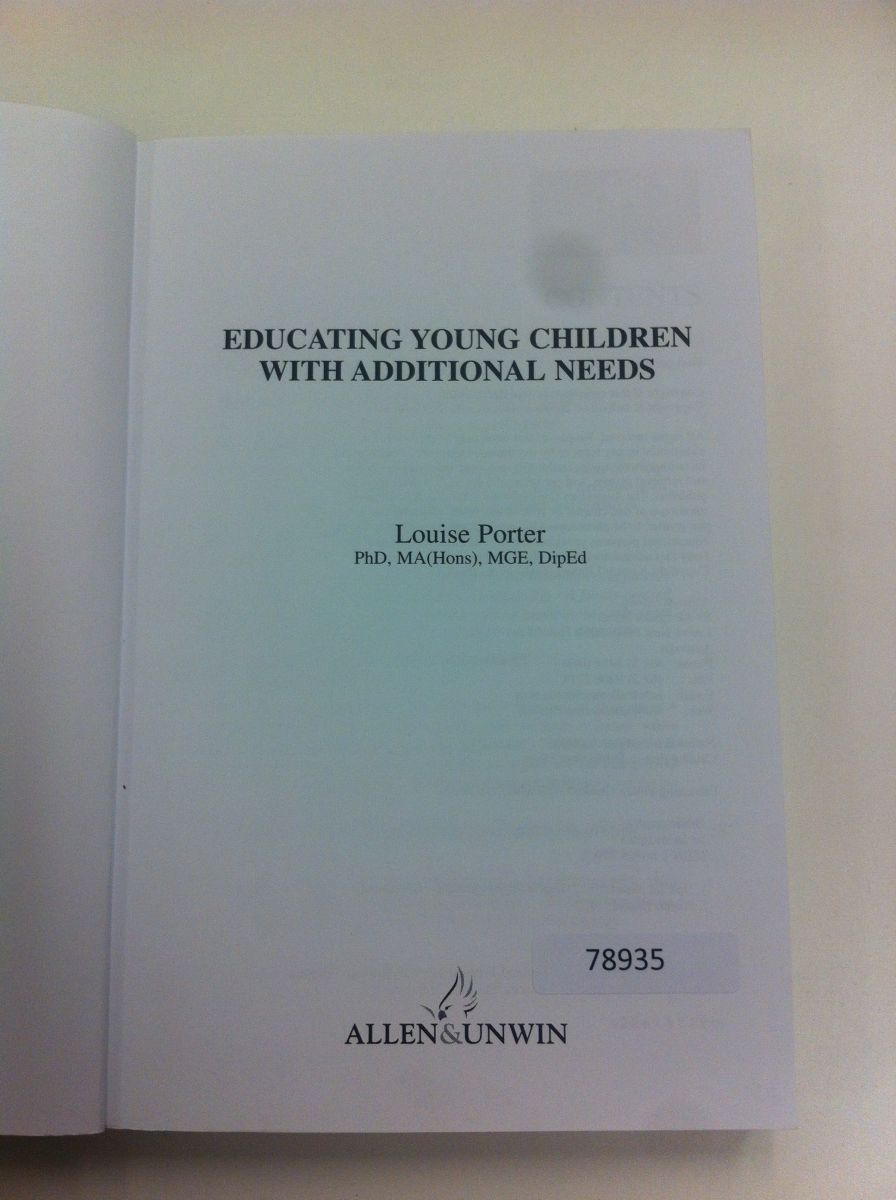 EDUCATING YOUNG CHILDREN
WITH ADDITIONAL NEEDS
Louise Porter
PhD, MA(Hons), MGE, DipEd
78935
ALLEN&UNWIN